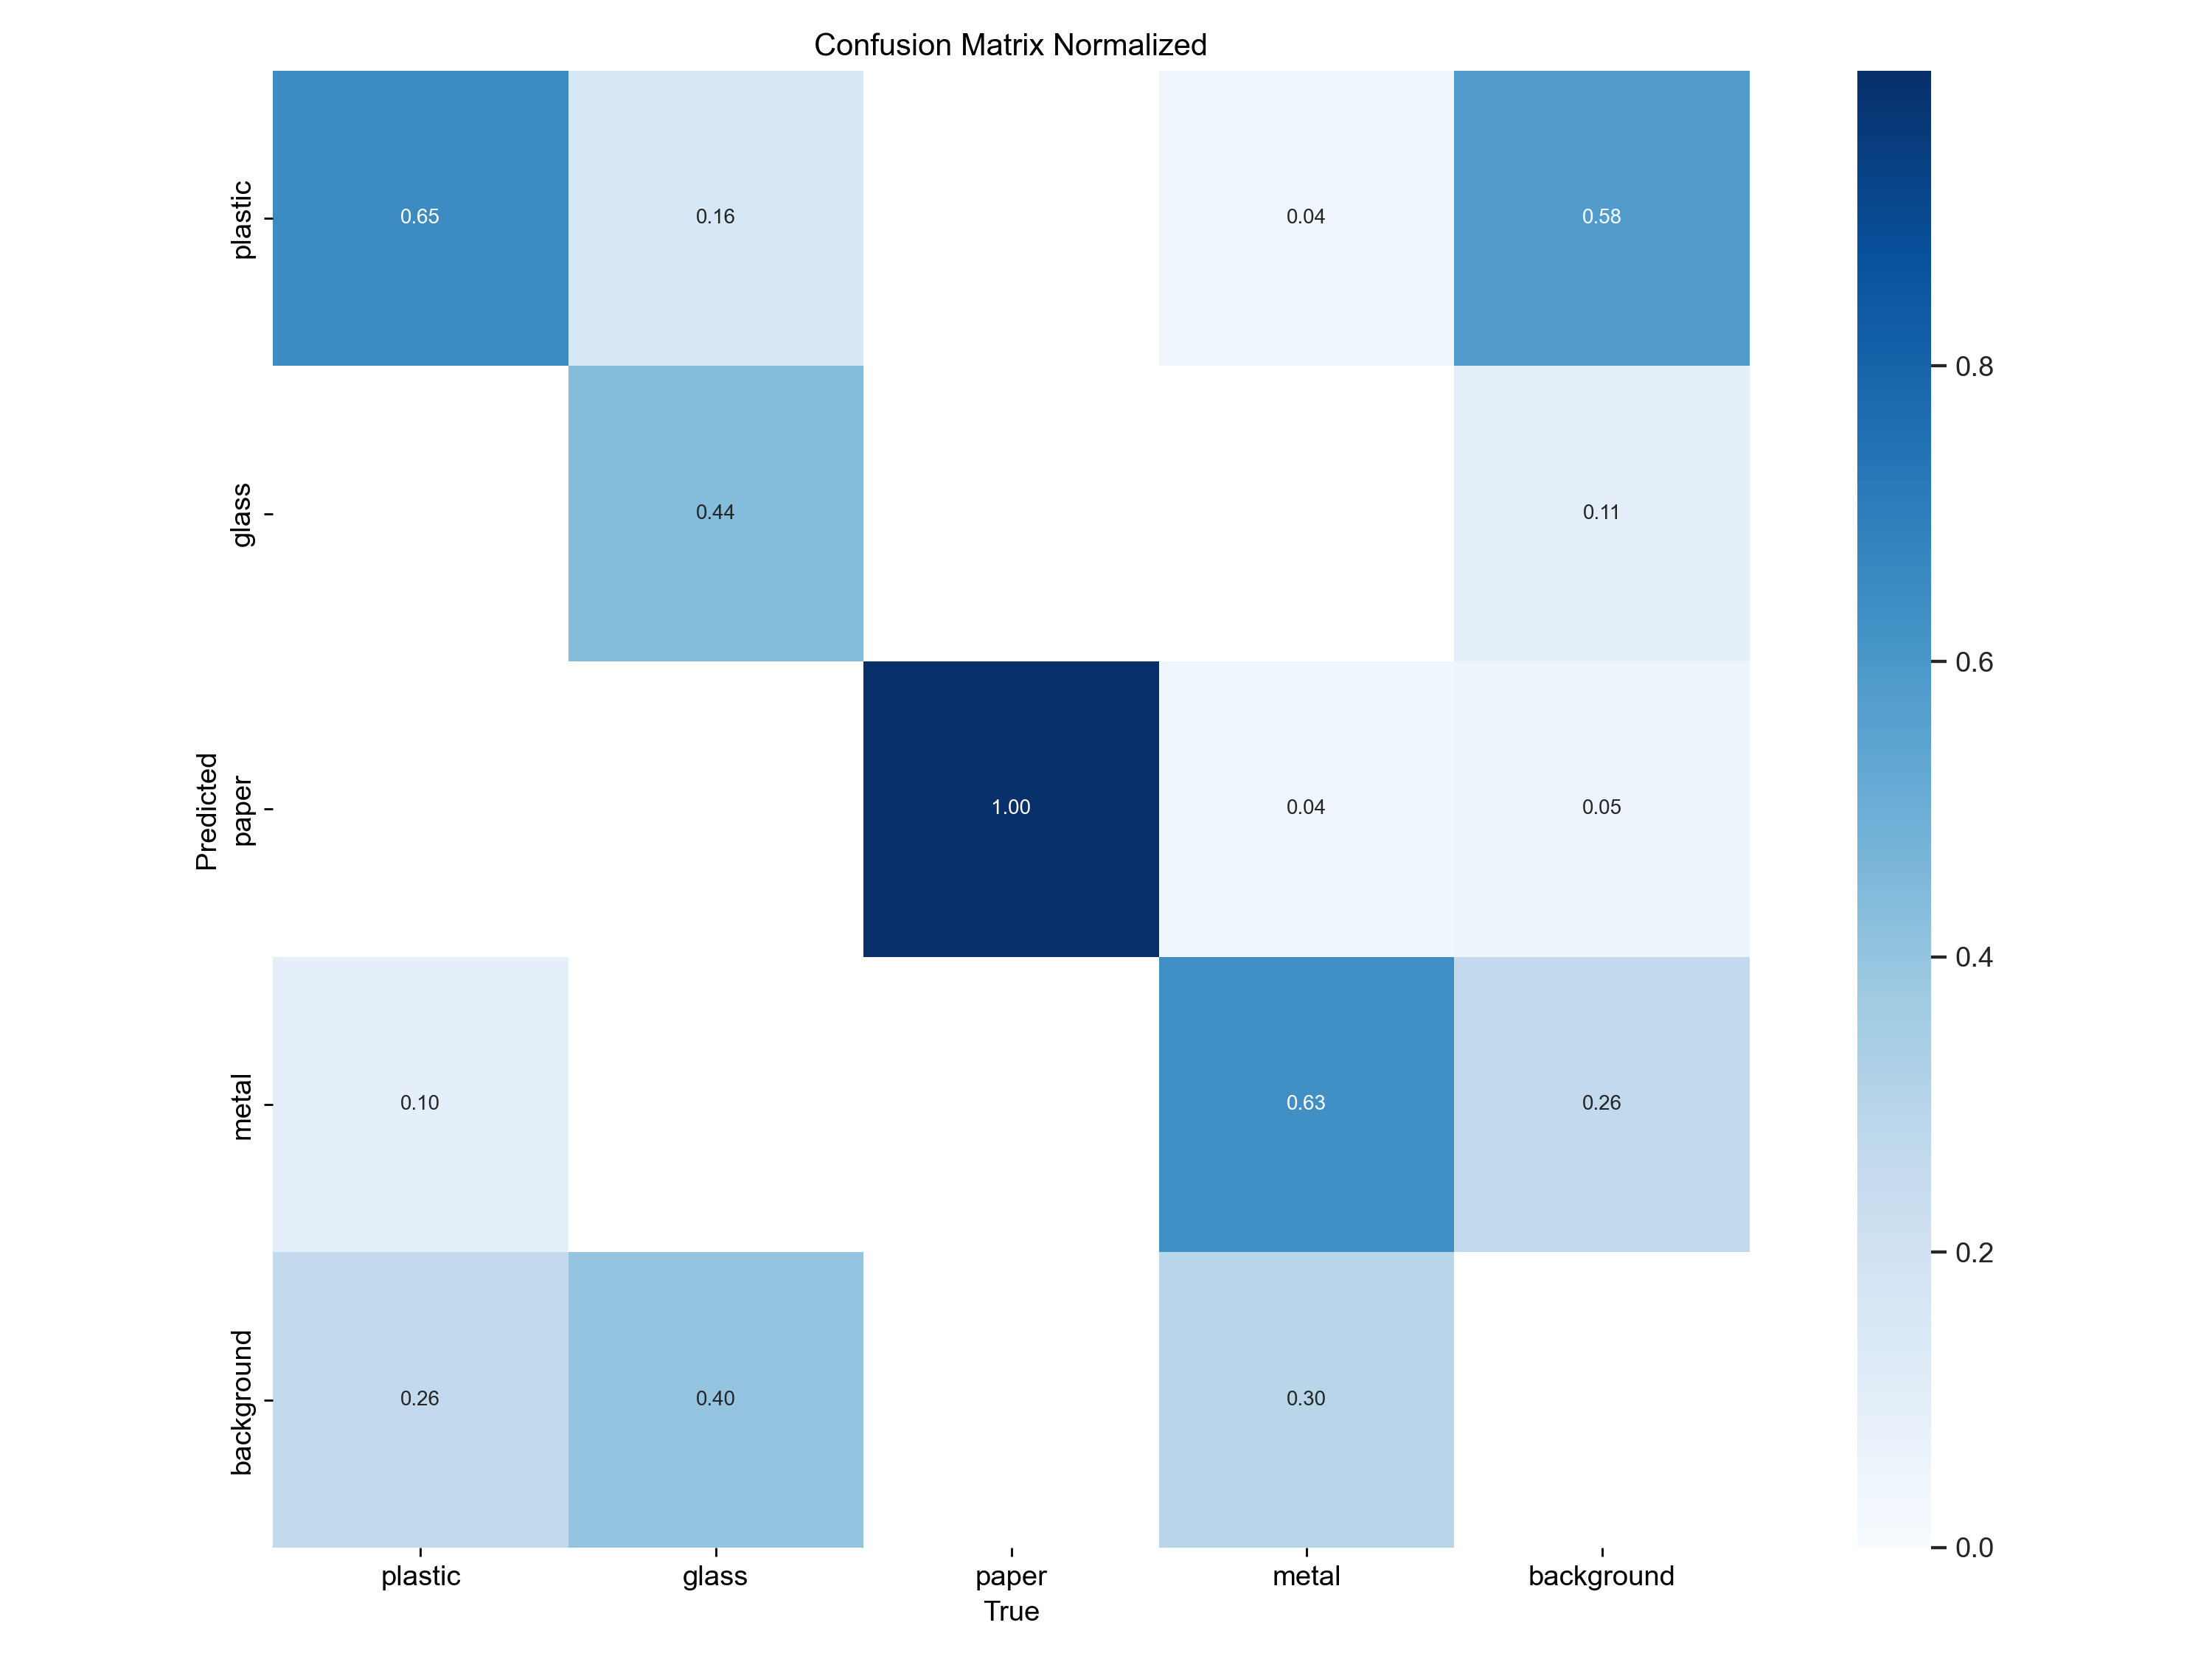 Confusion Matrix Normalized
plastic
0.65
0.16
0.04
0.58
0.8
glass
0.44
0.11
0.6
Predicted
paper
1.00
0.04
0.05
0.4
metal
0.10
0.63
0.26
0.2
background
0.26
0.40
0.30
0.0
plastic
glass
paper
metal
background
True